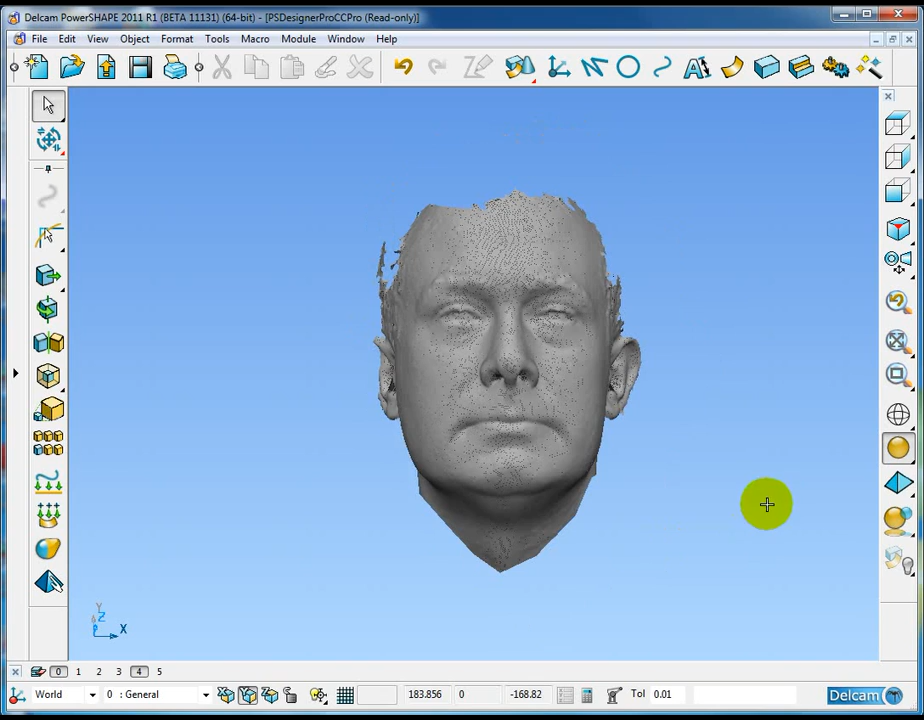 Delcam PowerSHAPE 2011 R1 (BETA 11131) (64-bit) - [PSDesignerProCCPro (Read-only)]
File Edit View Object Format Tools Macro Module Window Help
Y
Z
X
0 1 2 3 4 5
World 0 : General 183.856 0 -168.82 Tol 0.01 Delcam